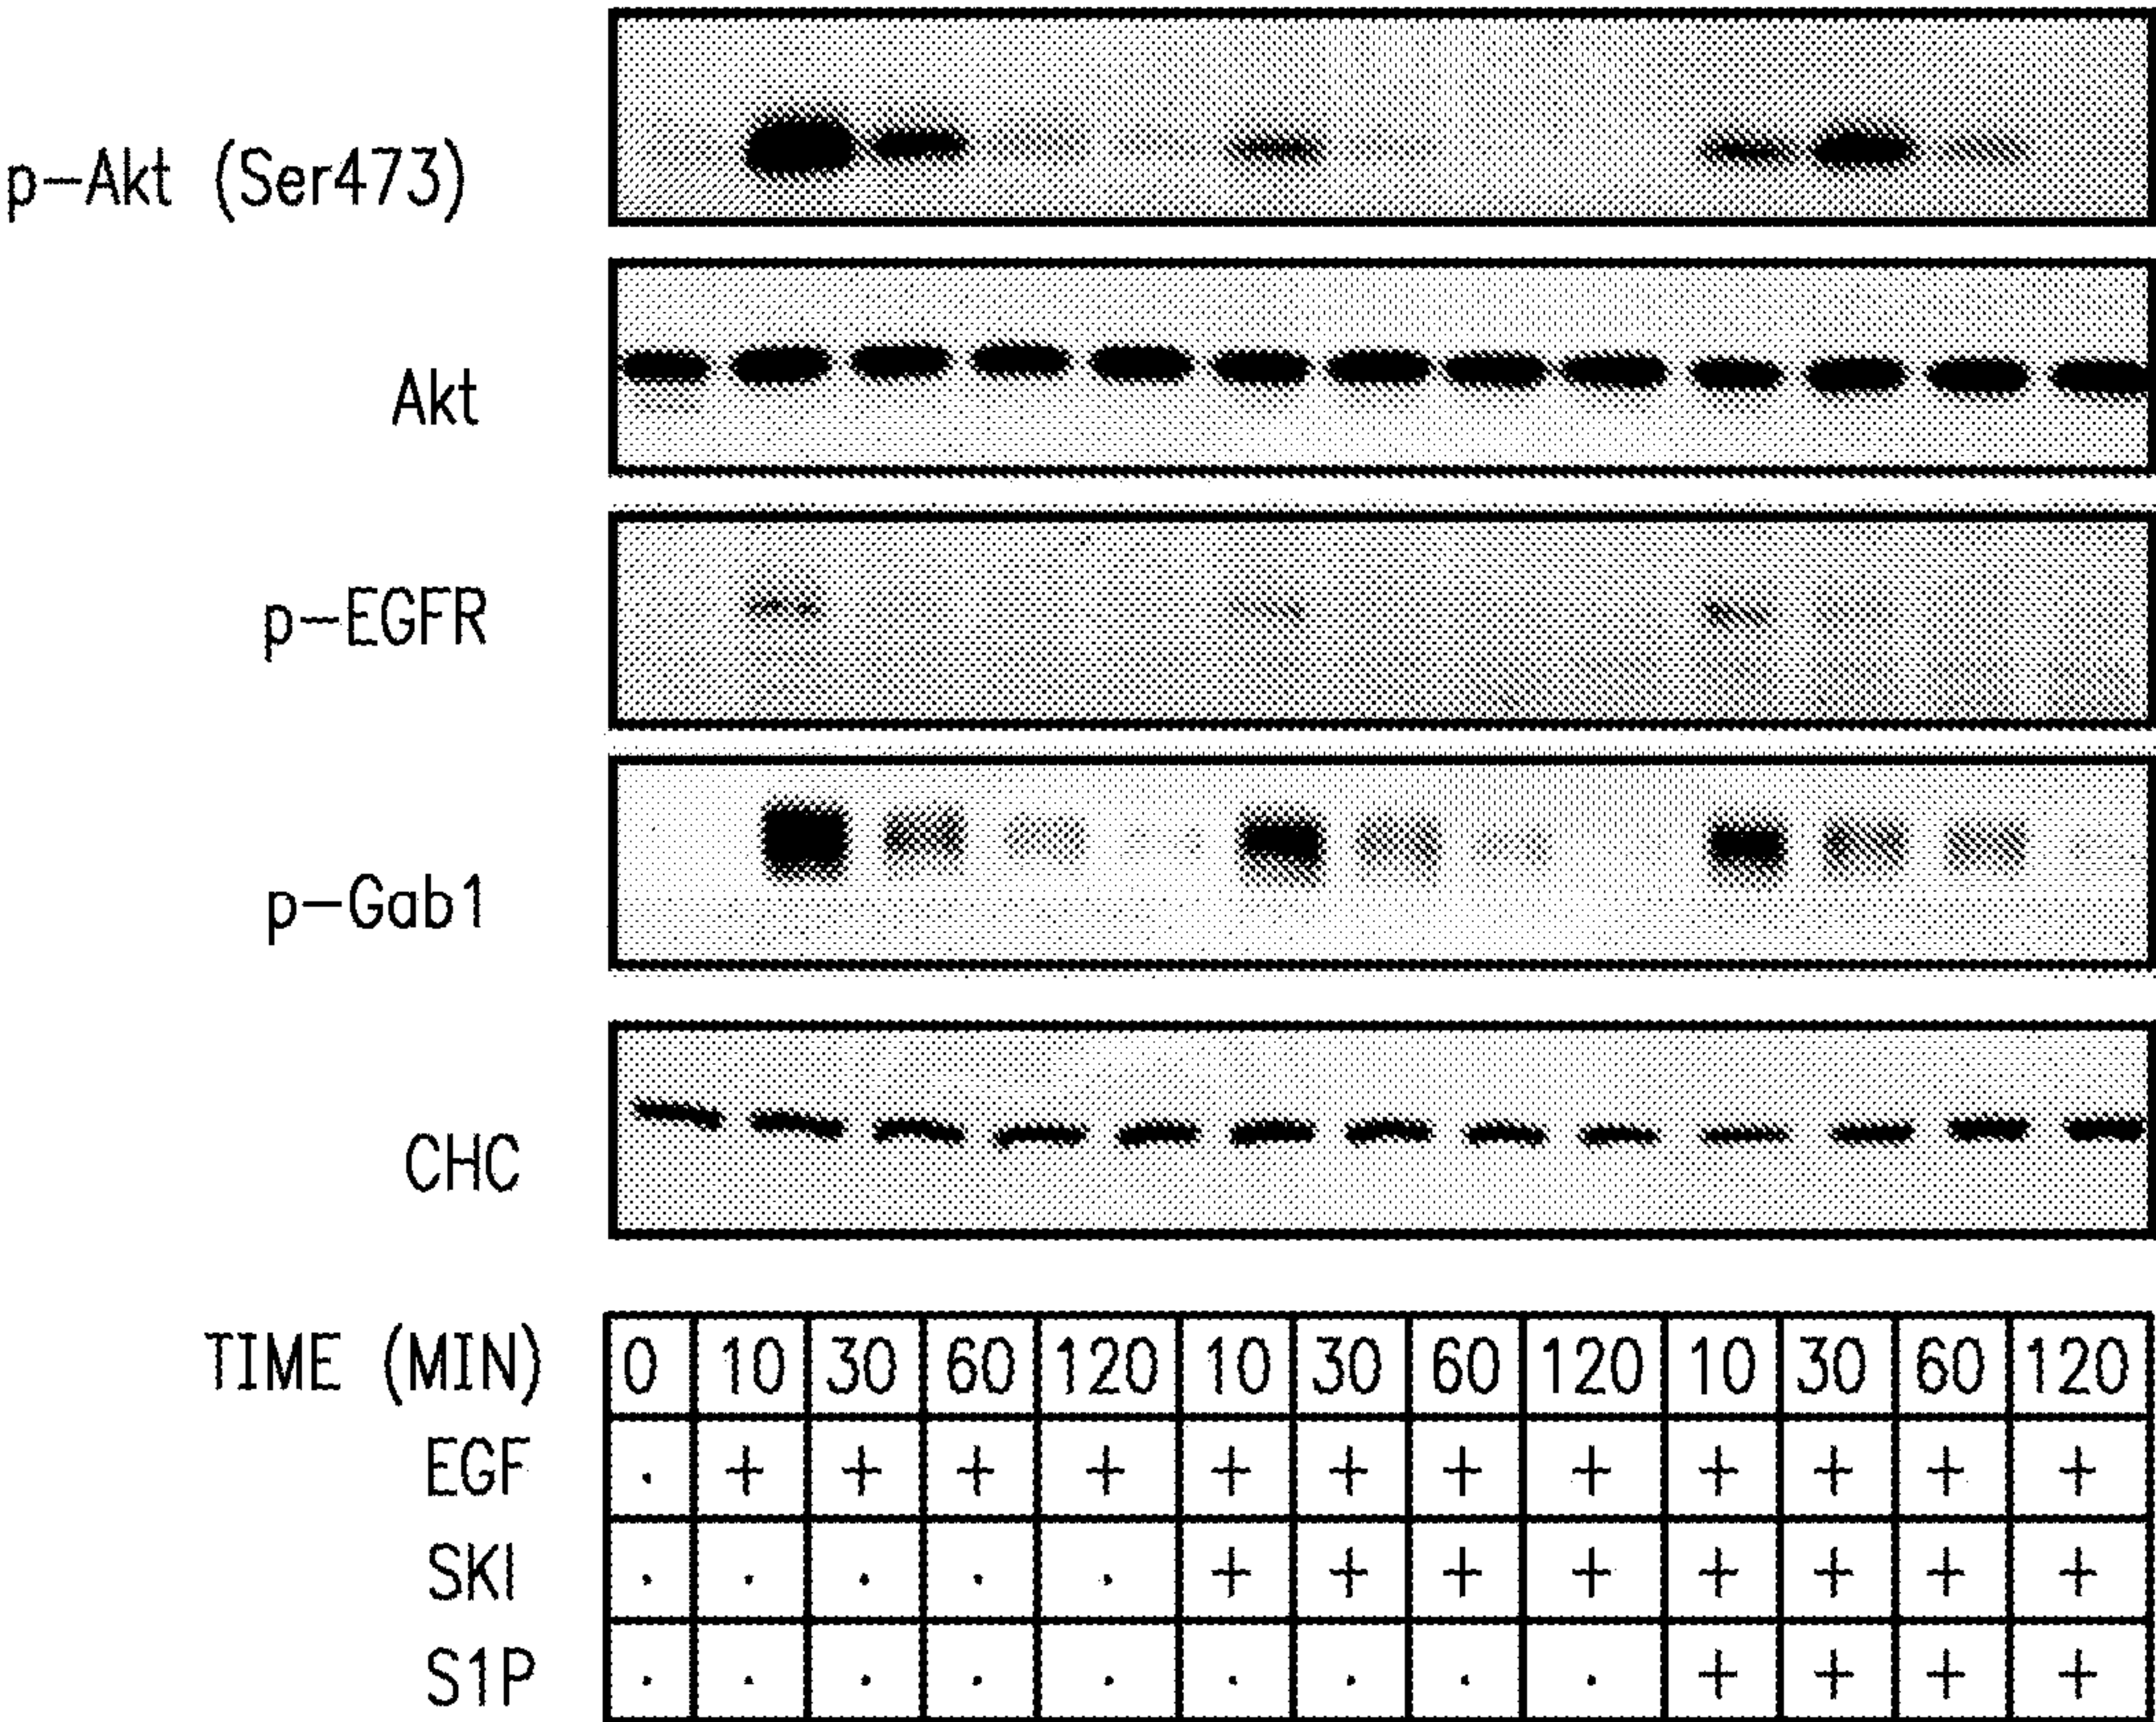 p-Akt (Ser473)
Akt
p-EGFR
p-Gab1
CHC
TIME (MIN) 0 10 30 60 120 10 30 60 120 10 30 60 120
EGF . + + + + + + + + + + + +
SKI . . . . . + + + + + + + +
S1P . . . . . . . . . + + + +